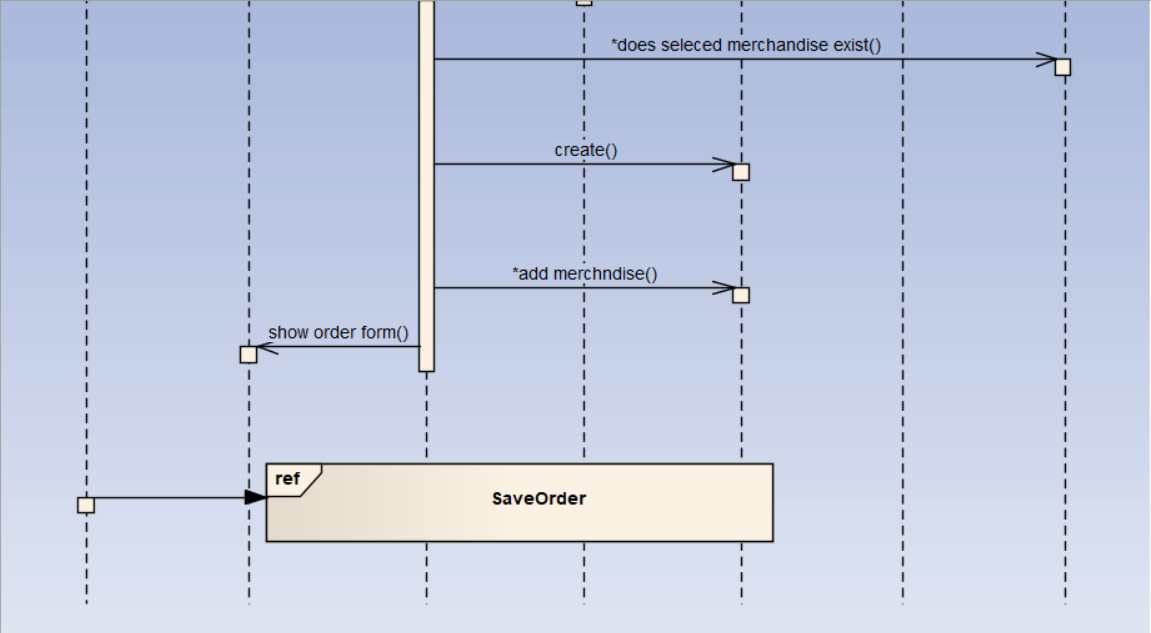 *does seleced merchandise exist()
create()
*add merchndise()
show order form()
ref
SaveOrder